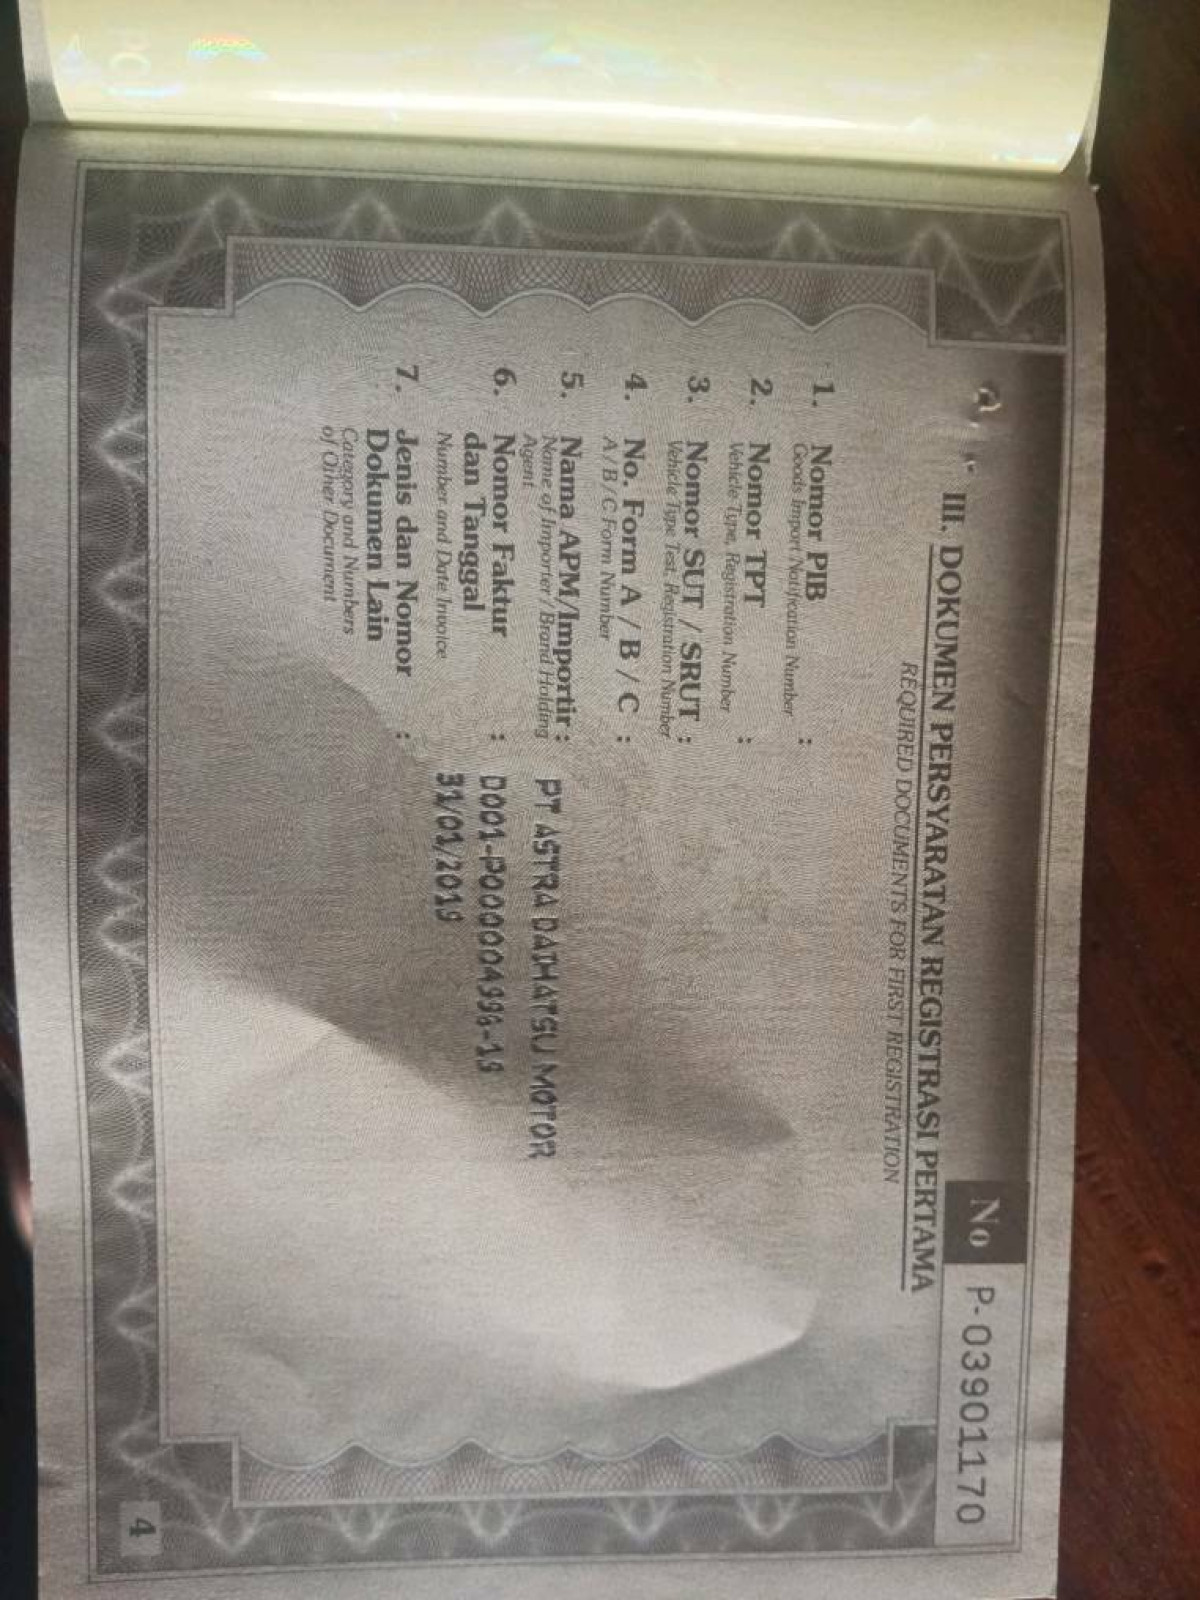 No P-03901170
III. DOKUMEN PERSYARATAN REGISTRASI PERTAMA
REQUIRED DOCUMENTS FOR FIRST REGISTRATION
1. Nomor PIB :
Goods Import Notification Number
2. Nomor TPT :
Vehicle Type, Registration Number
3. Nomor SUT / SRUT :
Vehicle Type Test, Registration Number
4. No. Form A / B / C :
A / B / C Form Number
5. Nama APM/Importir : PT ASTRA DAIHATSU MOTOR
Name of Importer / Brand Holding
Agent
6. Nomor Faktur : D001-P000004996-19
dan Tanggal 31/01/2019
Number and Date Invoice
7. Jenis dan Nomor :
Dokumen Lain
Category and Numbers
of Other Document
4